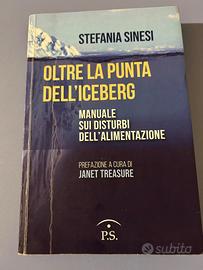 STEFANIA SINESI
OLTRE LA PUNTA
DELL'ICEBERG
MANUALE
SUI DISTURBI
DELL'ALIMENTAZIONE
PREFAZIONE A CURA DI
JANET TREASURE
P.S.
subito